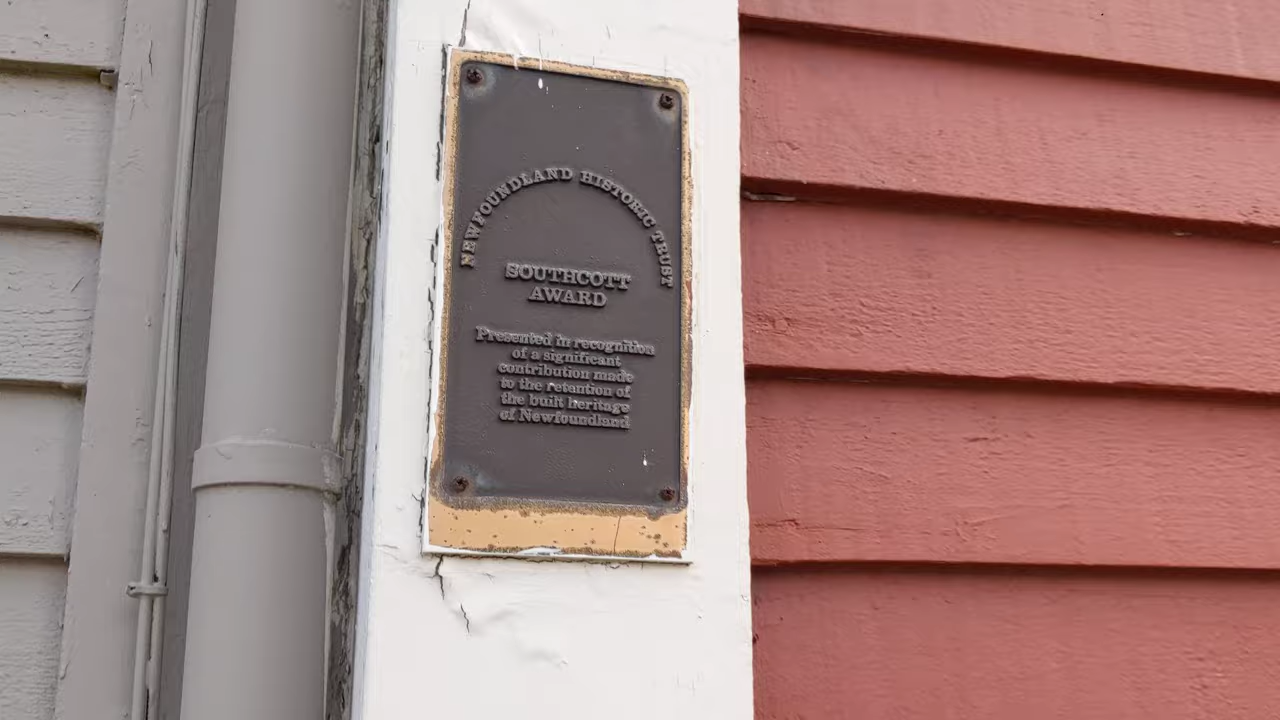 NEWFOUNDLAND HISTORIC TRUST
SOUTHCOTT
AWARD
Presented in recognition
of a significant
contribution made
to the retention of
the built heritage
of Newfoundland